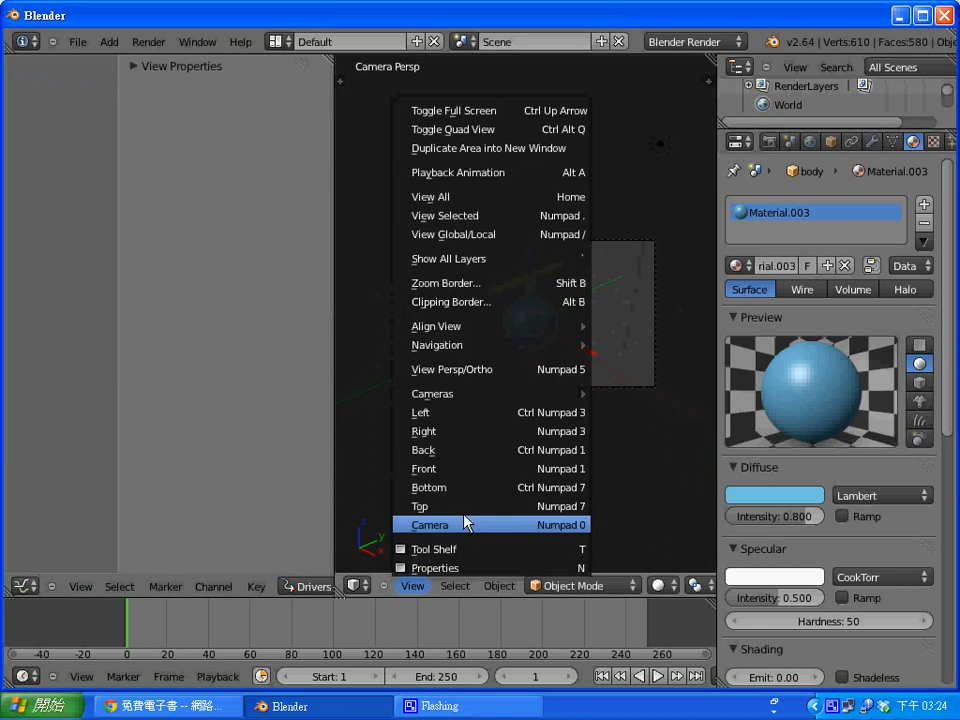 Blender
File Add Render Window Help Default Scene Blender Render v2.64 | Verts:610 | Faces:580 | Obje
View Properties
Camera Persp
View Search All Scenes
RenderLayers
World
Toggle Full Screen Ctrl Up Arrow
Toggle Quad View Ctrl Alt Q
Duplicate Area into New Window
Playback Animation Alt A
View All Home
View Selected Numpad .
View Global/Local Numpad /
Show All Layers `
Zoom Border... Shift B
Clipping Border... Alt B
Align View
Navigation
View Persp/Ortho Numpad 5
Cameras
Left Ctrl Numpad 3
Right Numpad 3
Back Ctrl Numpad 1
Front Numpad 1
Bottom Ctrl Numpad 7
Top Numpad 7
Camera Numpad 0
Tool Shelf T
Properties N
z
y
x
body Material.003
Material.003
rial.003 F Data
Surface Wire Volume Halo
Preview
Diffuse
Lambert
Intensity: 0.800 Ramp
Specular
CookTorr
Intensity: 0.500 Ramp
Hardness: 50
Shading
Emit: 0.00 Shadeless
View Select Marker Channel Key Drivers
View Select Object Object Mode
-40 -20 0 20 40 60 80 100 120 140 160 180 200 220 240 260
View Marker Frame Playback Start: 1 End: 250 1
開始 免費電子書 -- 網路... Blender Flashing 下午 03:24